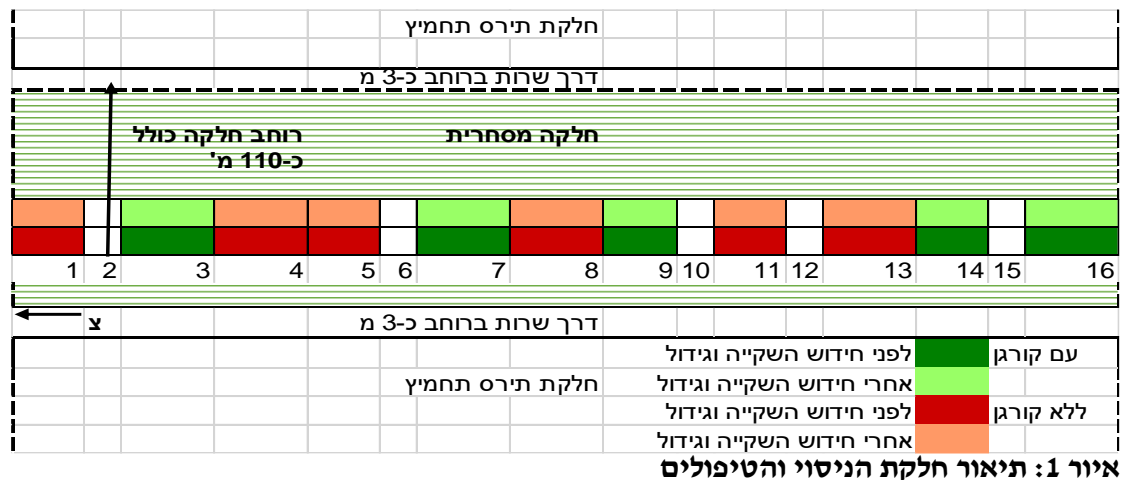 חלקת תירס תחמיץ
דרך שרות ברוחב כ-3 מ
חלקה מסחרית
רוחב חלקה כולל
כ-110 מ'
1 2 3 4 5 6 7 8 9 10 11 12 13 14 15 16
צ
דרך שרות ברוחב כ-3 מ
עם קורגן לפני חידוש השקייה וגידול
חלקת תירס תחמיץ
אחרי חידוש השקייה וגידול
ללא קורגן לפני חידוש השקייה וגידול
אחרי חידוש השקייה וגידול
איור 1: תיאור חלקת הניסוי והטיפולים